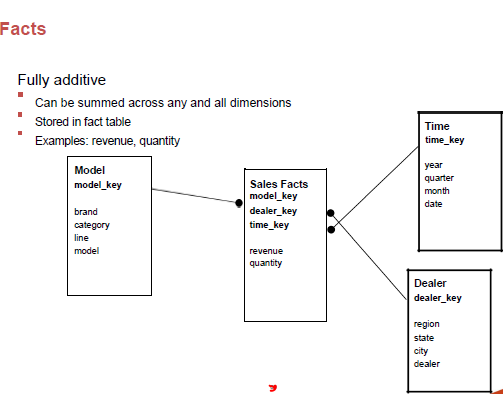 Facts
Fully additive
Can be summed across any and all dimensions
Stored in fact table
Examples: revenue, quantity
Model
model_key
brand
category
line
model
Sales Facts
model_key
dealer_key
time_key
revenue
quantity
Time
time_key
year
quarter
month
date
Dealer
dealer_key
region
state
city
dealer